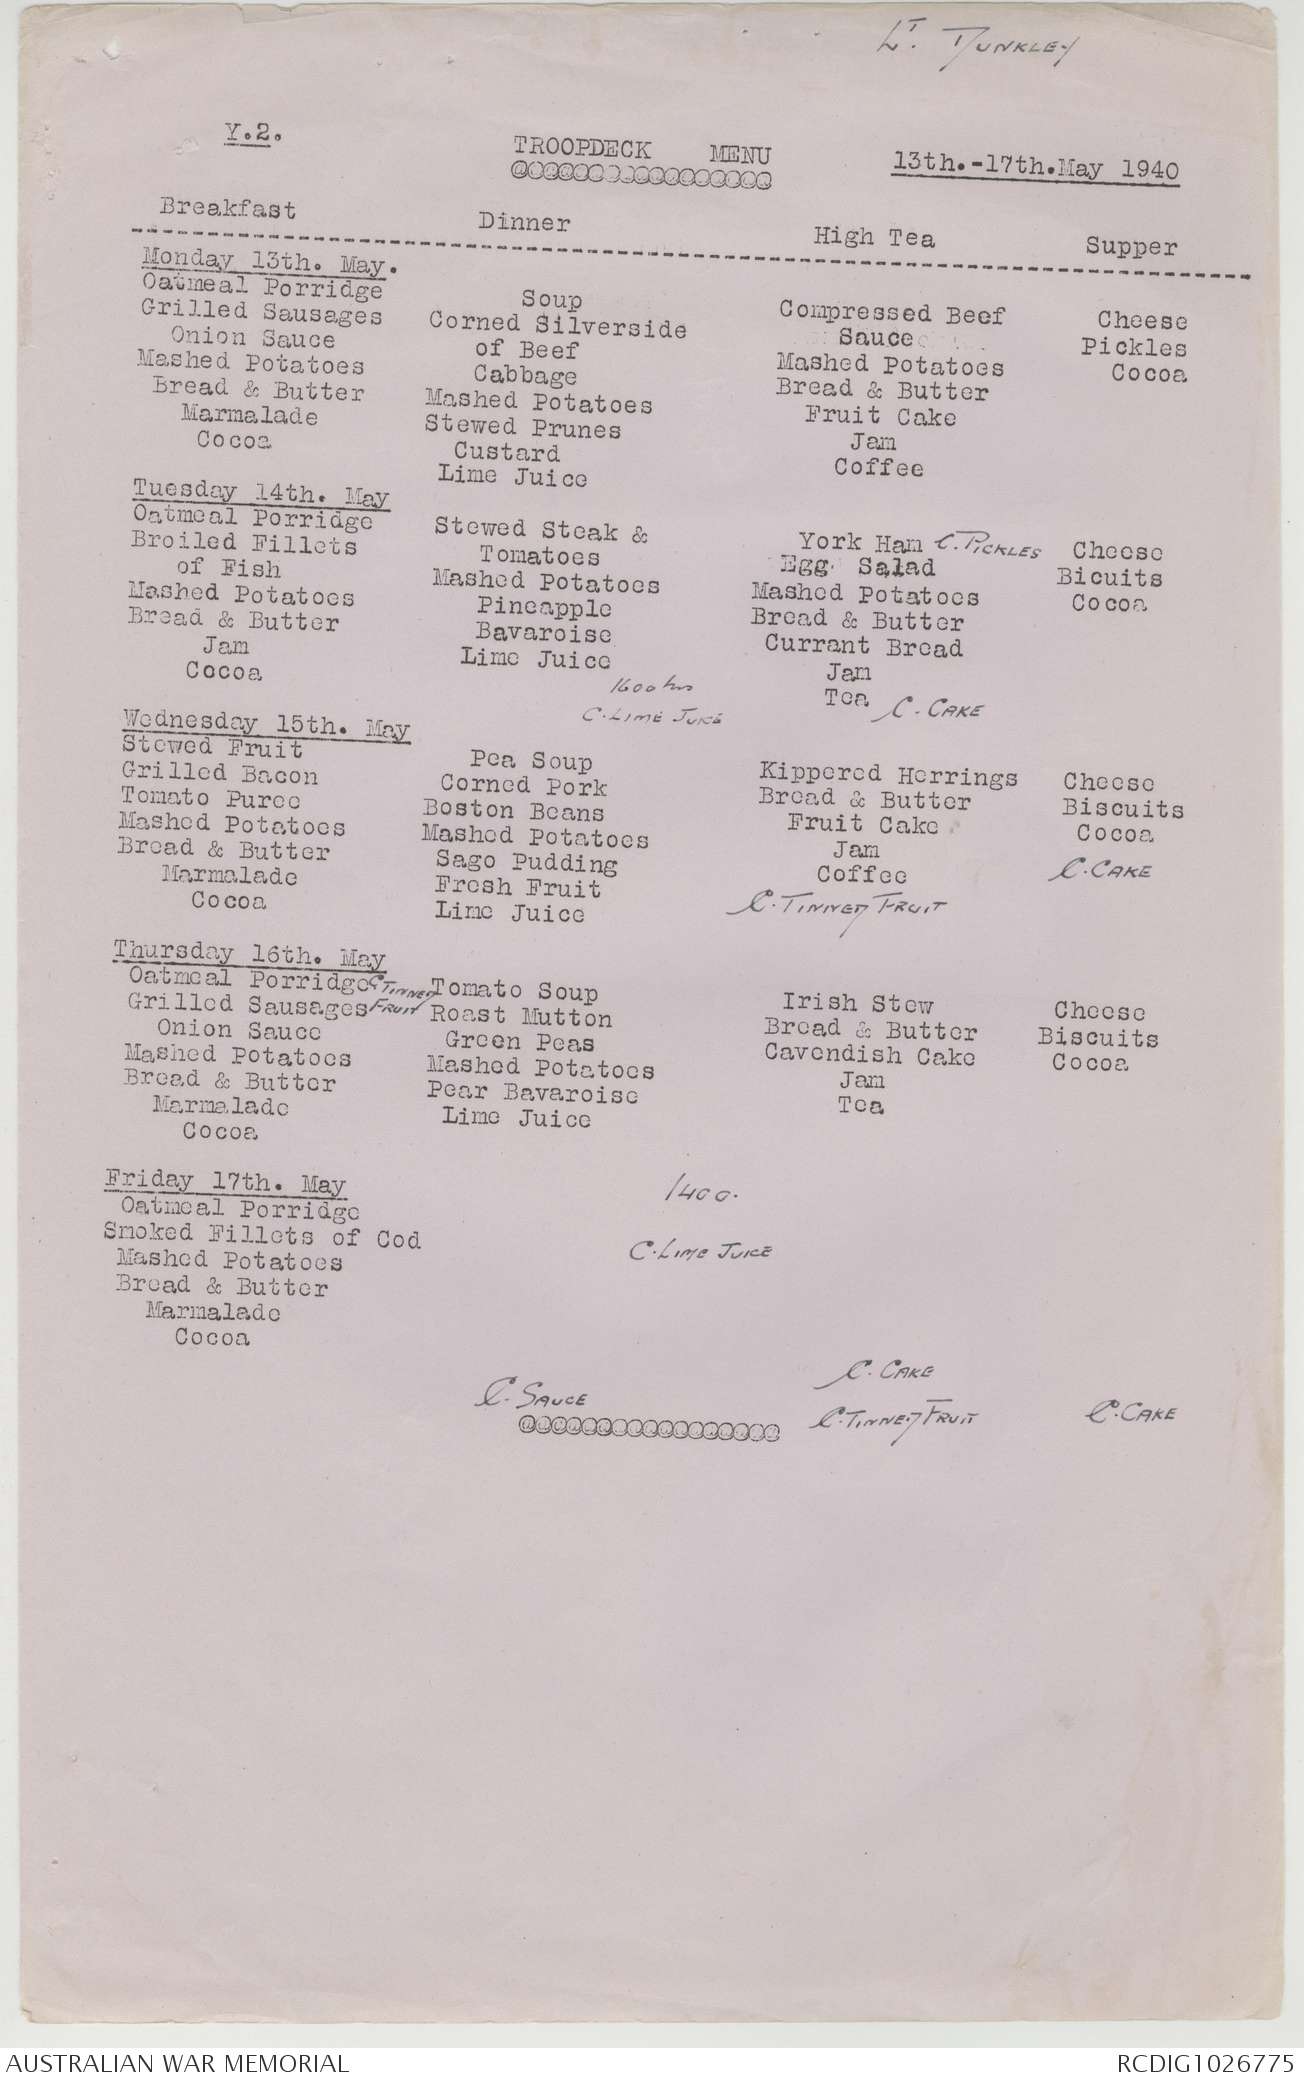 Lt. DUNKLEY
Y.2.
TROOPDECK MENU
13th.-17th.May 1940
@@@@@@@@@@@@@@@@@
Breakfast Dinner High Tea Supper
Monday 13th. May.
Oatmeal Porridge
Grilled Sausages
Onion Sauce
Mashed Potatoes
Bread & Butter
Marmalade
Cocoa
Soup
Corned Silverside
of Beef
Cabbage
Mashed Potatoes
Stewed Prunes
Custard
Lime Juice
Compressed Beef
Sauce
Mashed Potatoes
Bread & Butter
Fruit Cake
Jam
Coffee
Cheese
Pickles
Cocoa
Tuesday 14th. May
Oatmeal Porridge
Broiled Fillets
of Fish
Mashed Potatoes
Bread & Butter
Jam
Cocoa
Stewed Steak &
Tomatoes
Mashed Potatoes
Pineapple
Bavaroise
Lime Juice
1600 hrs
C. LIME JUICE
York Ham C. PICKLES
Egg Salad
Mashed Potatoes
Bread & Butter
Currant Bread
Jam
Tea C. CAKE
Cheese
Bicuits
Cocoa
Wednesday 15th. May
Stewed Fruit
Grilled Bacon
Tomato Puree
Mashed Potatoes
Bread & Butter
Marmalade
Cocoa
Pea Soup
Corned Pork
Boston Beans
Mashed Potatoes
Sago Pudding
Fresh Fruit
Lime Juice
Kippered Herrings
Bread & Butter
Fruit Cake
Jam
Coffee
C. TINNED FRUIT
Cheese
Biscuits
Cocoa
C. CAKE
Thursday 16th. May
Oatmeal Porridge C TINNED
Grilled Sausages FRUIT
Onion Sauce
Mashed Potatoes
Bread & Butter
Marmalade
Cocoa
Tomato Soup
Roast Mutton
Green Peas
Mashed Potatoes
Pear Bavaroise
Lime Juice
Irish Stew
Bread & Butter
Cavendish Cake
Jam
Tea
Cheese
Biscuits
Cocoa
Friday 17th. May
Oatmeal Porridge
Smoked Fillets of Cod
Mashed Potatoes
Bread & Butter
Marmalade
Cocoa
1400.
C. LIME JUICE
C. SAUCE
C. CAKE
C. TINNED FRUIT
C. CAKE
@@@@@@@@@@@@@@@@@
AUSTRALIAN WAR MEMORIAL
RCDIG1026775